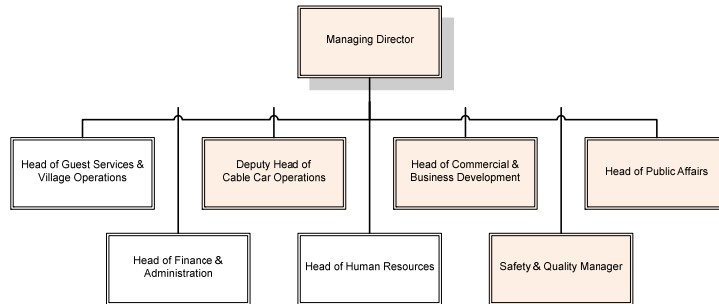 Managing Director
Head of Guest Services &
Village Operations
Deputy Head of
Cable Car Operations
Head of Commercial &
Business Development
Head of Public Affairs
Head of Finance &
Administration
Head of Human Resources
Safety & Quality Manager